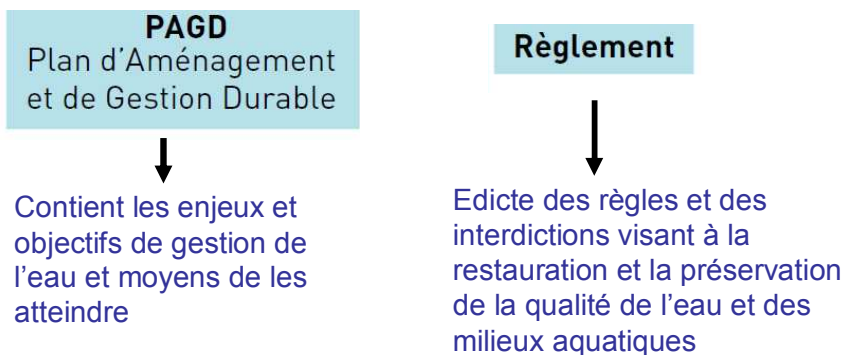 PAGD
Plan d'Aménagement
et de Gestion Durable
Contient les enjeux et
objectifs de gestion de
l'eau et moyens de les
atteindre
Règlement
Edicte des règles et des
interdictions visant à la
restauration et la préservation
de la qualité de l'eau et des
milieux aquatiques